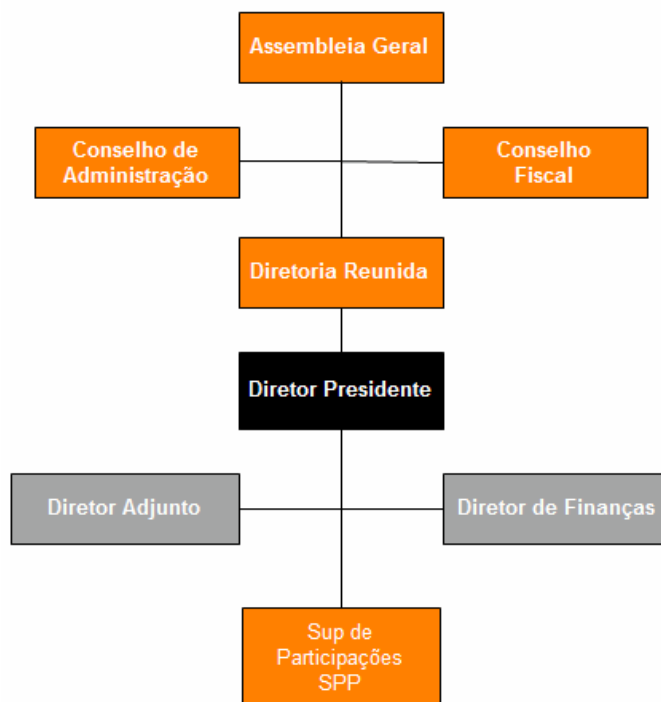 Assembleia Geral
Conselho de
Administração
Conselho
Fiscal
Diretoria Reunida
Diretor Presidente
Diretor Adjunto
Diretor de Finanças
Sup de
Participações
SPP